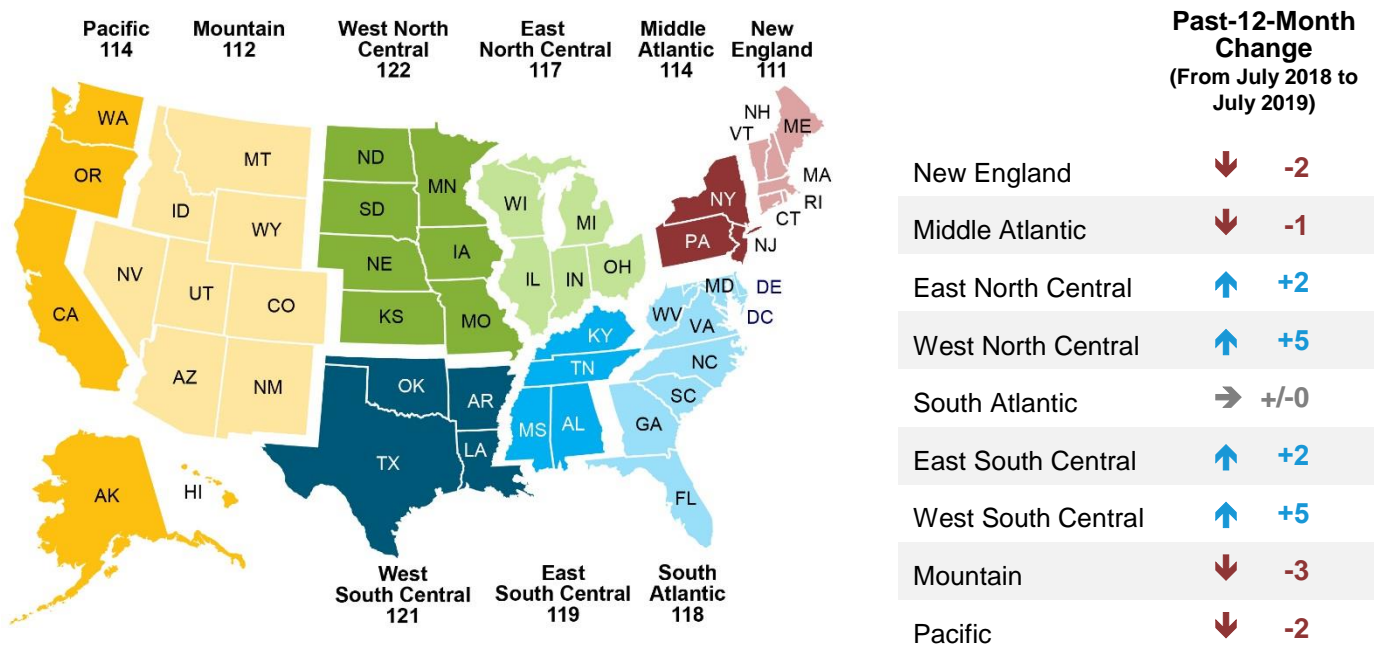 Pacific
114
Mountain
112
West North
Central
122
East
North Central
117
Middle
Atlantic
114
New
England
111
WA
OR
CA
AK
HI
MT
ID
WY
NV
UT
CO
AZ
NM
ND
SD
NE
KS
MN
IA
MO
WI
MI
IL
IN
OH
NH
VT
ME
MA
RI
CT
NY
PA
NJ
MD
DE
DC
WV
VA
NC
SC
GA
FL
KY
TN
MS
AL
OK
AR
TX
LA
West
South Central
121
East
South Central
119
South
Atlantic
118
Past-12-Month
Change
(From July 2018 to
July 2019)
New England -2
Middle Atlantic -1
East North Central +2
West North Central +5
South Atlantic +/-0
East South Central +2
West South Central +5
Mountain -3
Pacific -2